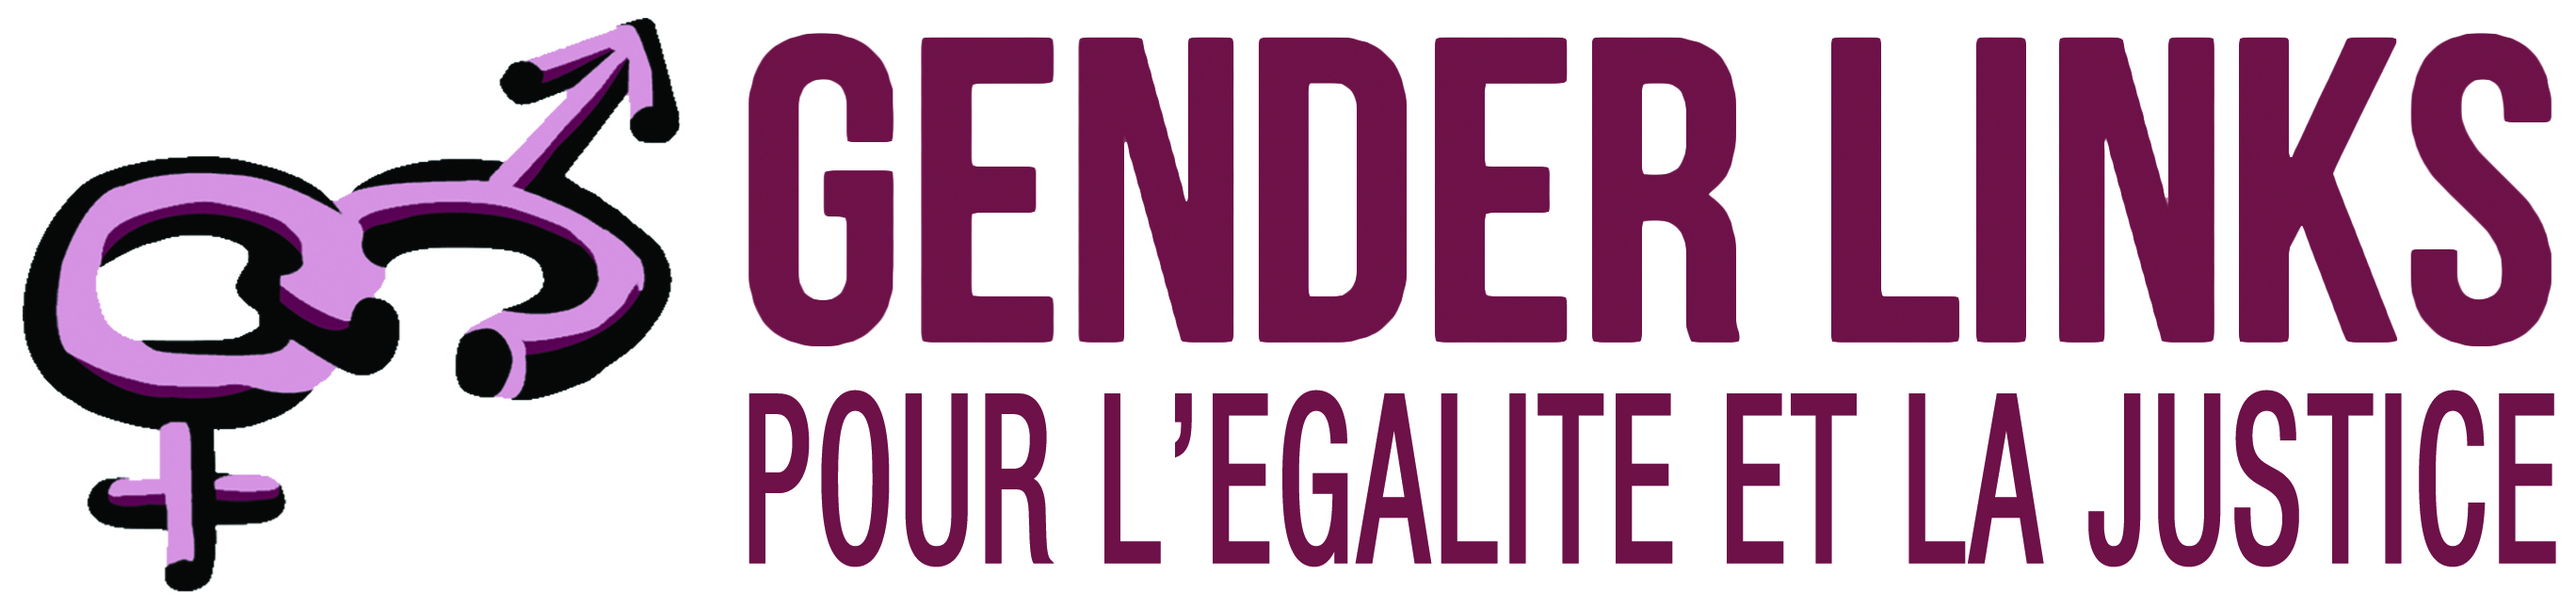 GENDER LINKS
POUR L'EGALITE ET LA JUSTICE